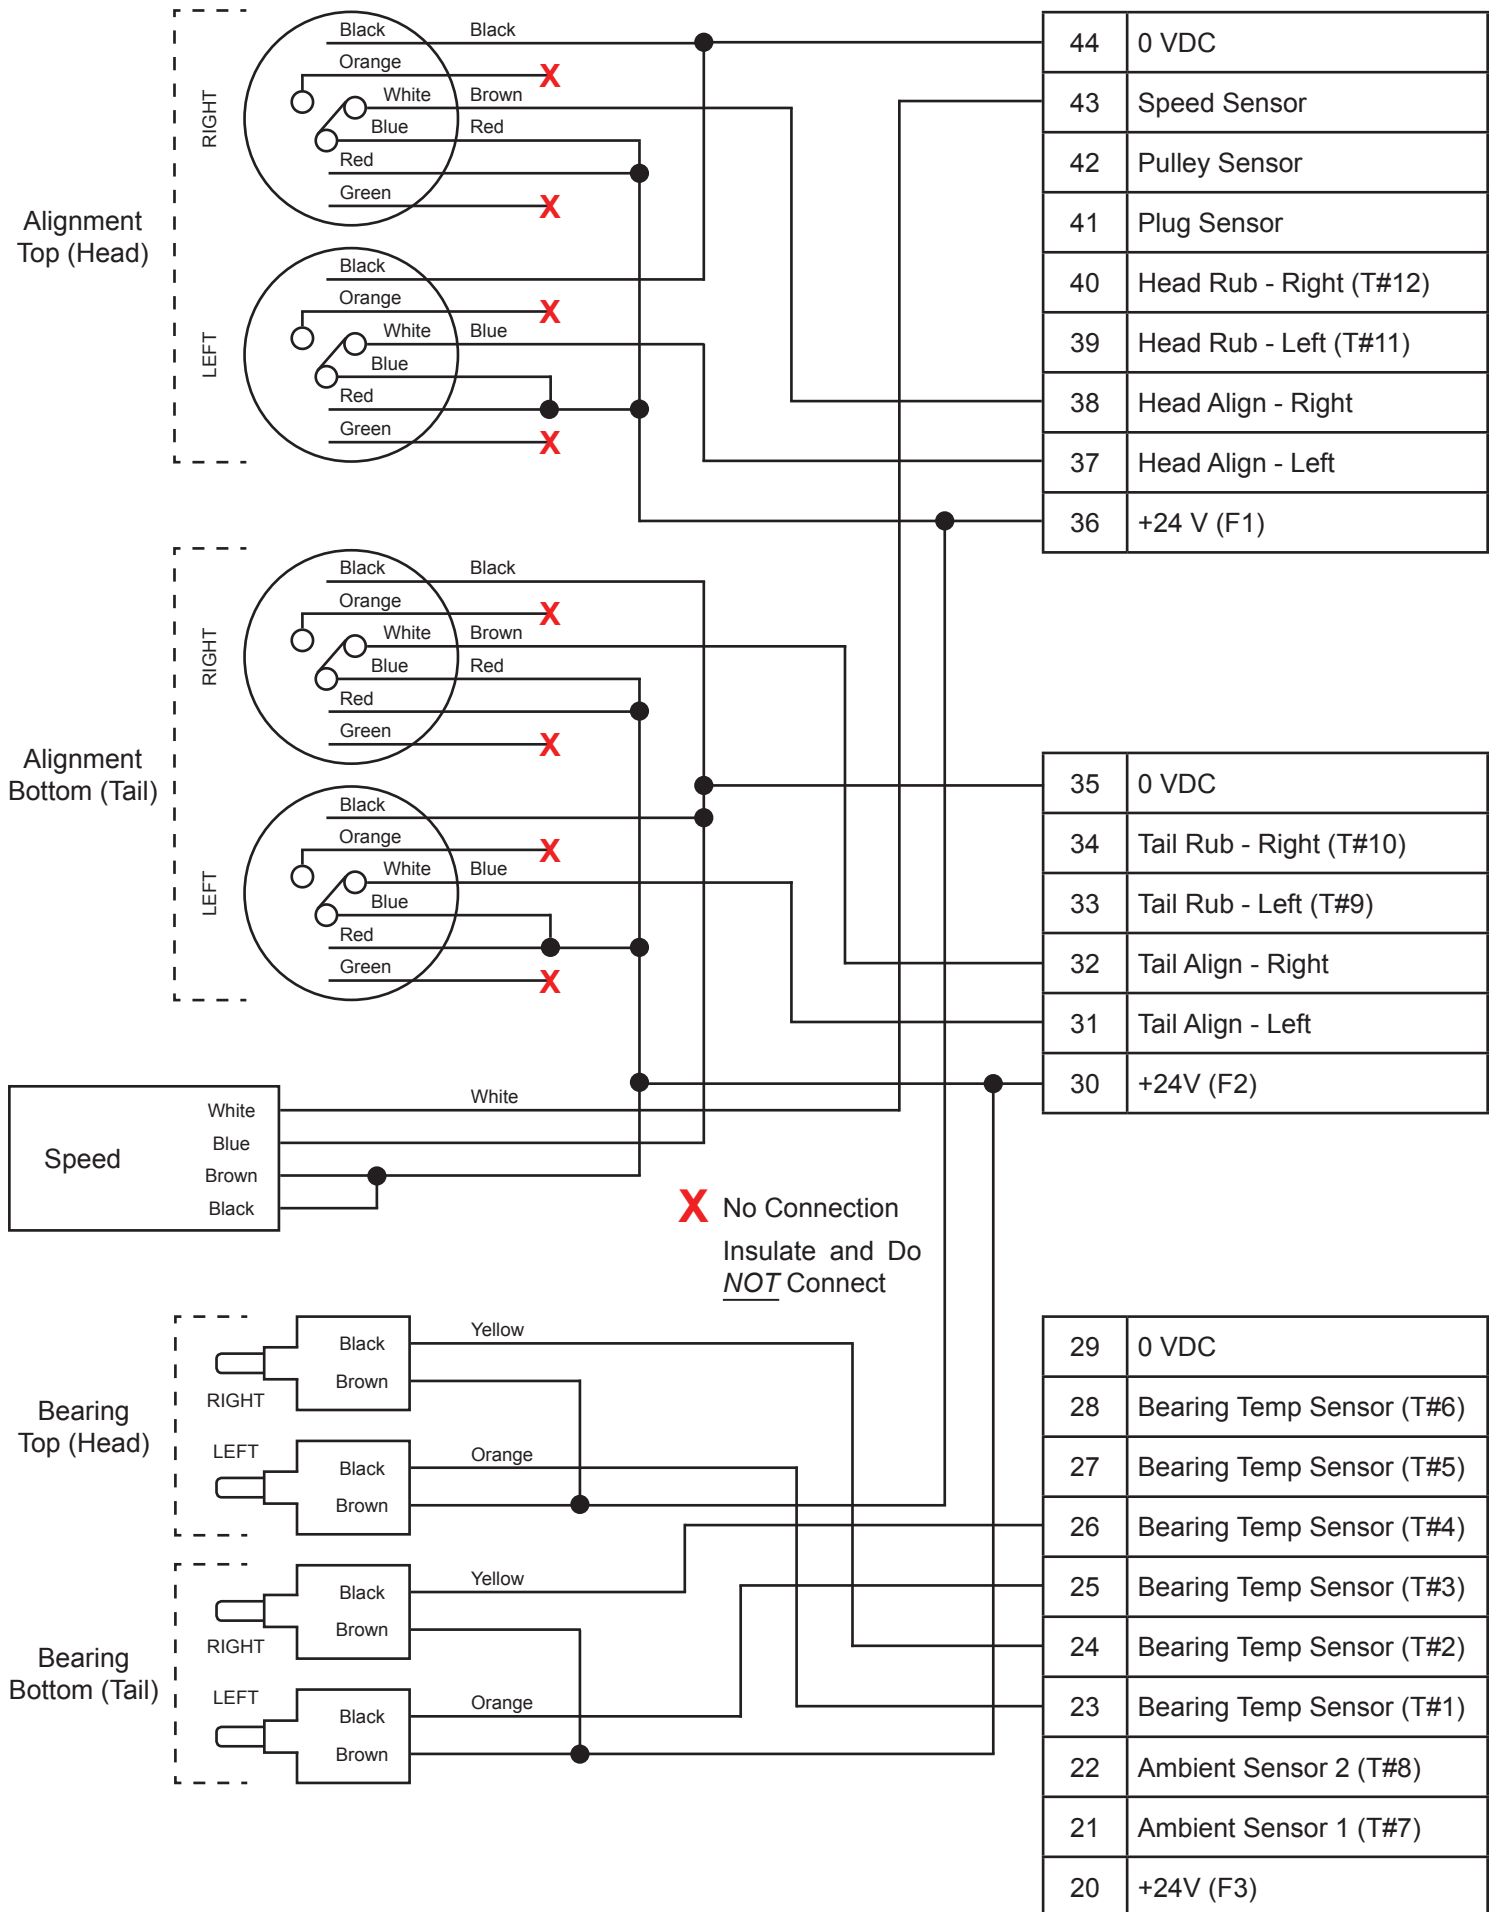 Alignment
Top (Head)
RIGHT
Black Black
Orange X
White Brown
Blue Red
Red
Green X
LEFT
Black
Orange X
White Blue
Blue
Red
Green X
44 0 VDC
43 Speed Sensor
42 Pulley Sensor
41 Plug Sensor
40 Head Rub - Right (T#12)
39 Head Rub - Left (T#11)
38 Head Align - Right
37 Head Align - Left
36 +24 V (F1)
Alignment
Bottom (Tail)
RIGHT
Black Black
Orange X
White Brown
Blue Red
Red
Green X
LEFT
Black
Orange X
White Blue
Blue
Red
Green X
35 0 VDC
34 Tail Rub - Right (T#10)
33 Tail Rub - Left (T#9)
32 Tail Align - Right
31 Tail Align - Left
30 +24V (F2)
Speed
White White
Blue
Brown
Black
X No Connection
Insulate and Do
NOT Connect
Bearing
Top (Head)
RIGHT
Black Yellow
Brown
LEFT
Black Orange
Brown
Bearing
Bottom (Tail)
RIGHT
Black Yellow
Brown
LEFT
Black Orange
Brown
29 0 VDC
28 Bearing Temp Sensor (T#6)
27 Bearing Temp Sensor (T#5)
26 Bearing Temp Sensor (T#4)
25 Bearing Temp Sensor (T#3)
24 Bearing Temp Sensor (T#2)
23 Bearing Temp Sensor (T#1)
22 Ambient Sensor 2 (T#8)
21 Ambient Sensor 1 (T#7)
20 +24V (F3)